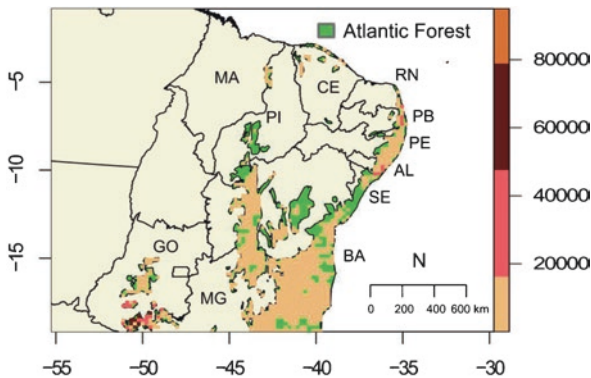 Atlantic Forest
MA
CE
RN
PI
PB
PE
AL
SE
GO
BA
MG
N
0 200 400 600 km
−5
−10
−15
−55 −50 −45 −40 −35 −30
80000
60000
40000
20000